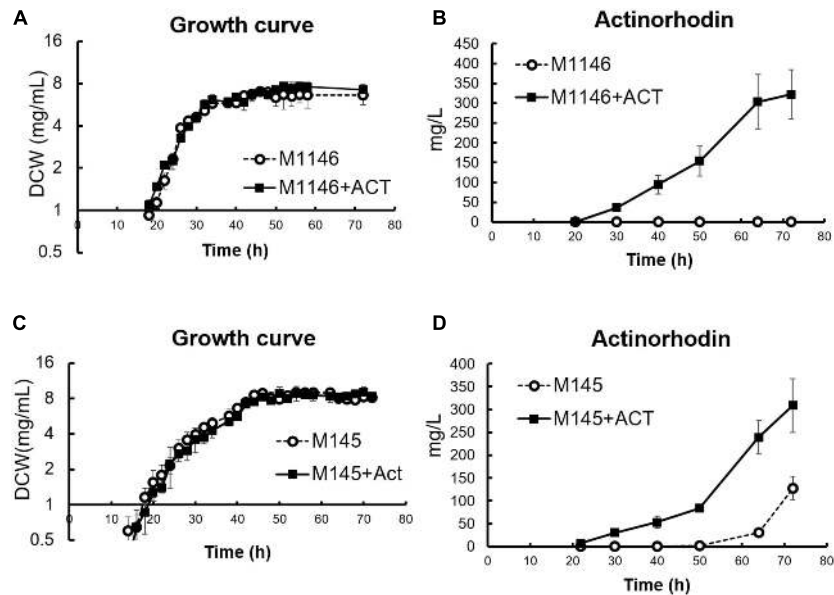 A
Growth curve
DCW (mg/mL)
16
8
4
2
1
0.5
0 20 40 60 80
M1146
M1146+ACT
Time (h)
B
Actinorhodin
mg/L
450
400
350
300
250
200
150
100
50
0
0 10 20 30 40 50 60 70 80
M1146
M1146+ACT
Time (h)
C
Growth curve
DCW(mg/mL)
16
8
4
2
1
0.5
0 10 20 30 40 50 60 70 80
M145
M145+Act
Time (h)
D
Actinorhodin
mg/L
400
350
300
250
200
150
100
50
0
0 10 20 30 40 50 60 70 80
M145
M145+ACT
Time (h)